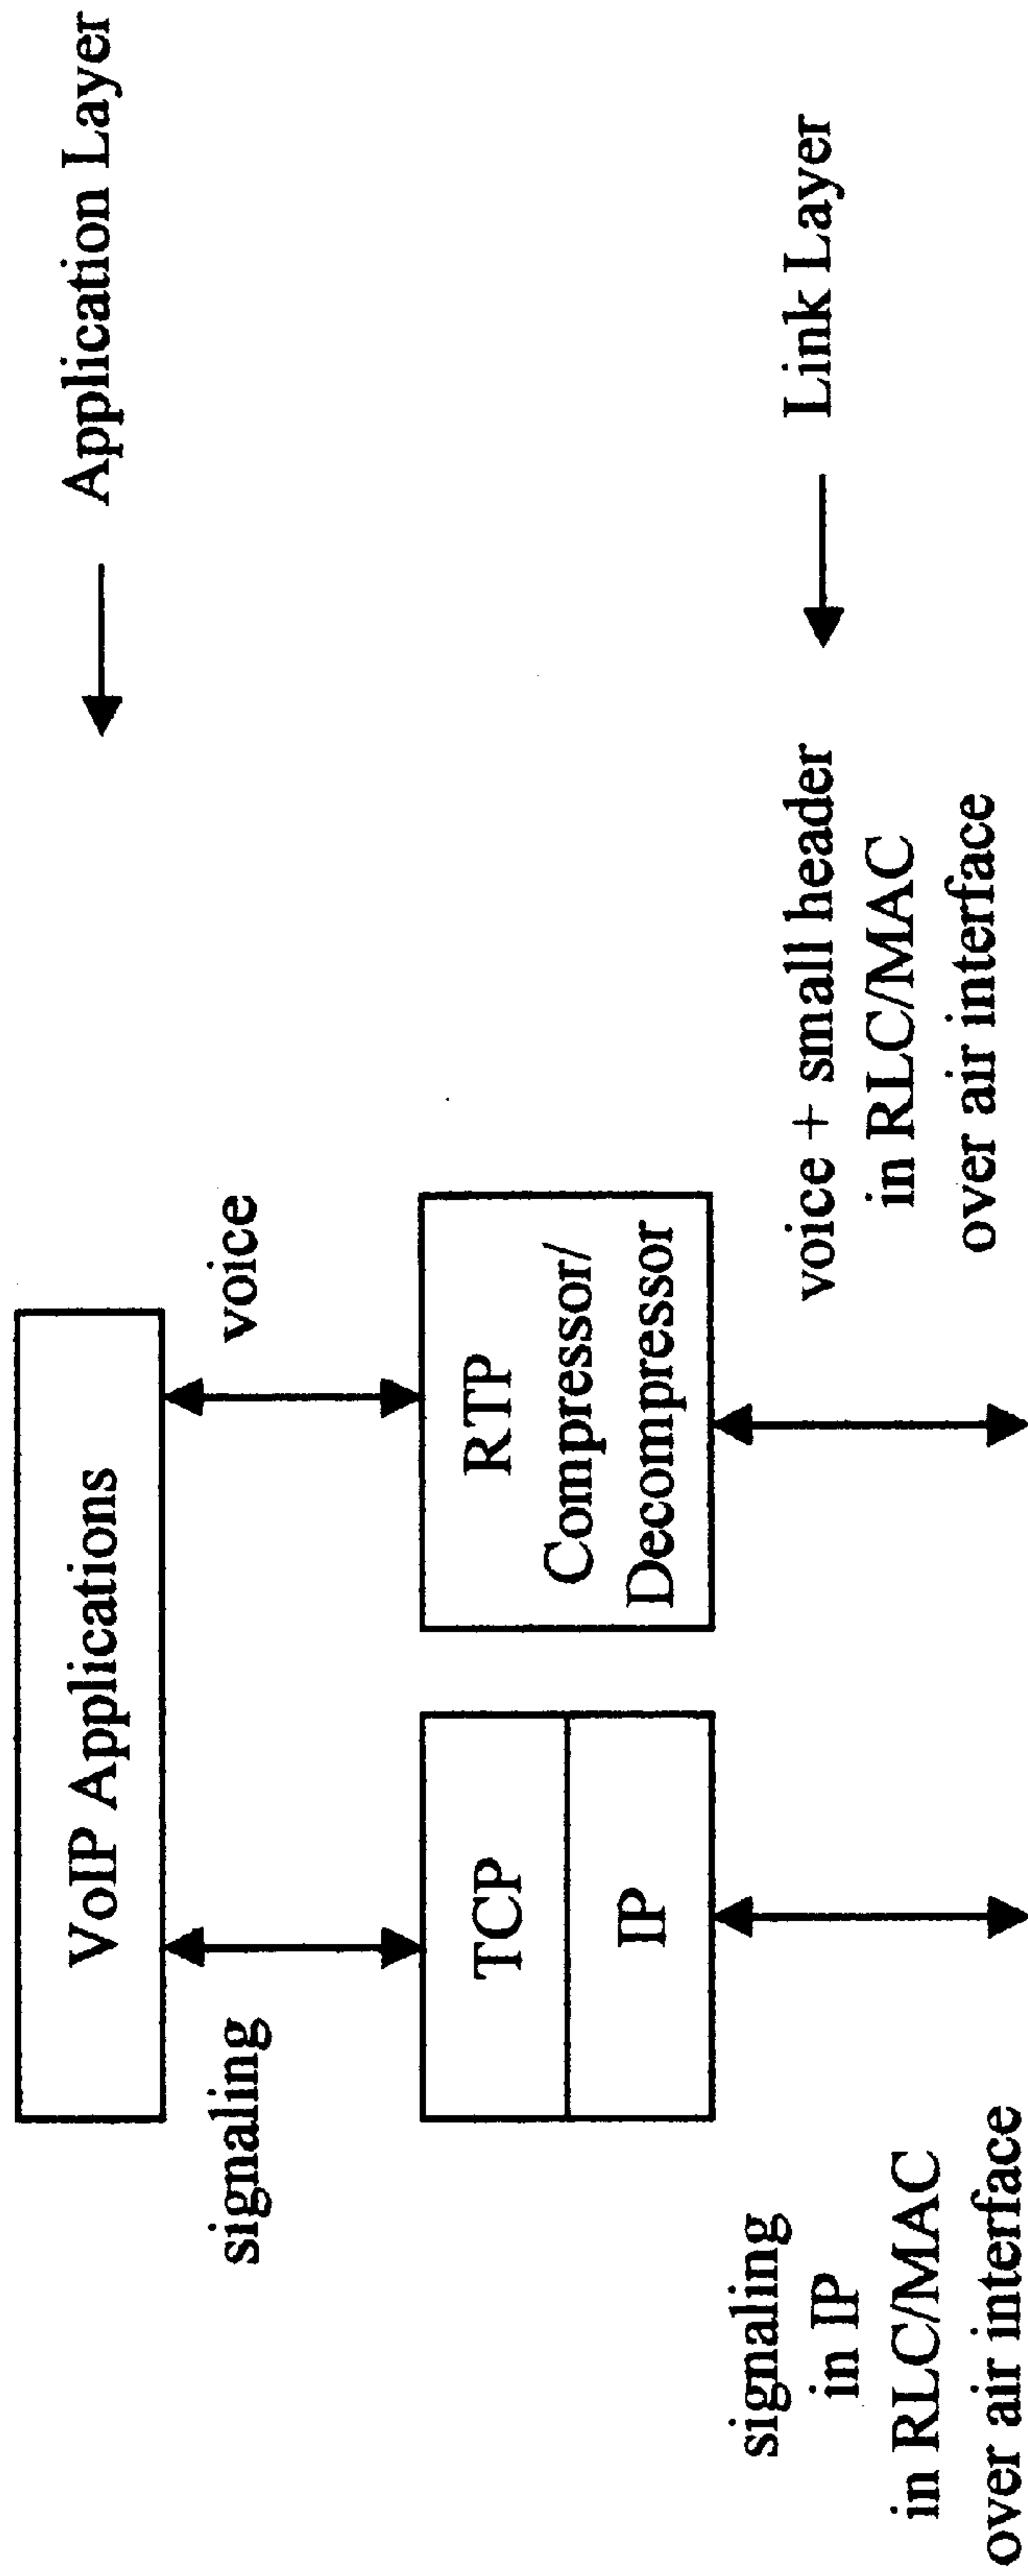 VoIP Applications
Application Layer
signaling
voice
TCP
IP
RTP
Compressor/
Decompressor
signaling
in IP
in RLC/MAC
over air interface
voice + small header
in RLC/MAC
over air interface
Link Layer